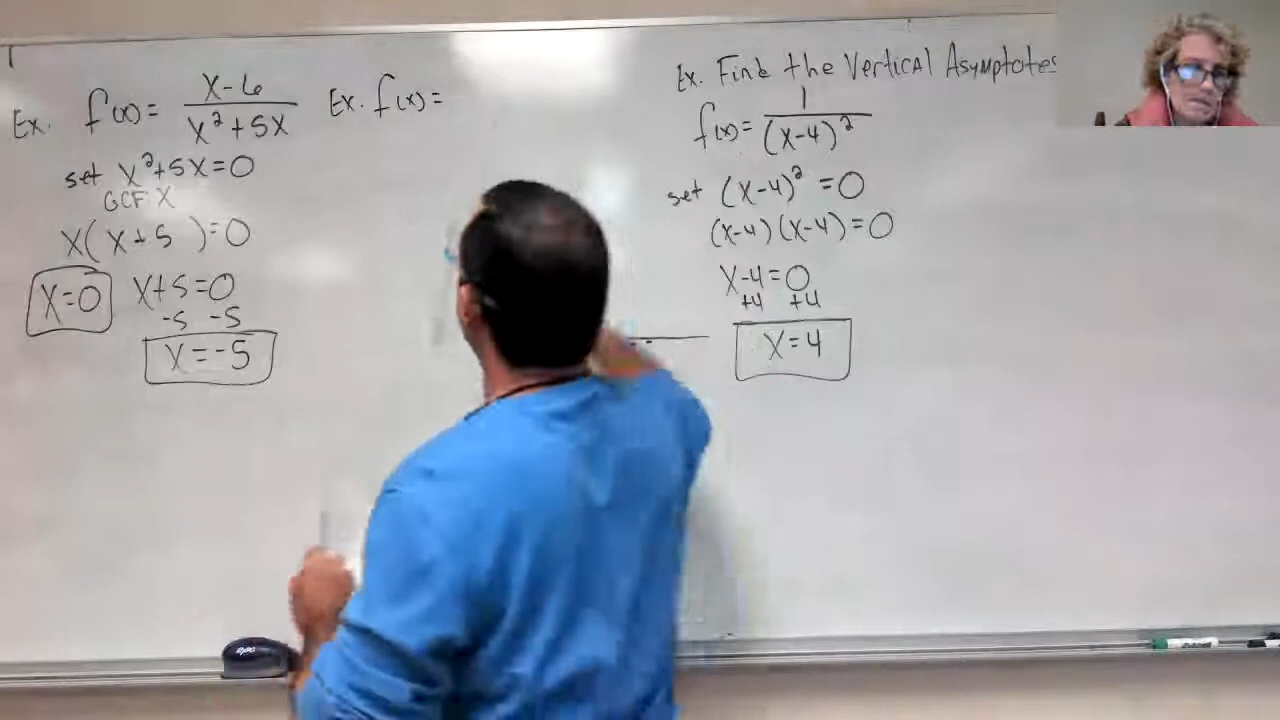 Ex. f(x) = x-6 / x²+5x
set x²+5x=0
GCF X
x(x+5)=0
x=0 x+5=0
-5 -5
x=-5
Ex. f(x)=
Ex. Find the Vertical Asymptotes
f(x)= 1 / (x-4)²
set (x-4)²=0
(x-4)(x-4)=0
x-4=0
+4 +4
x=4
EXPO